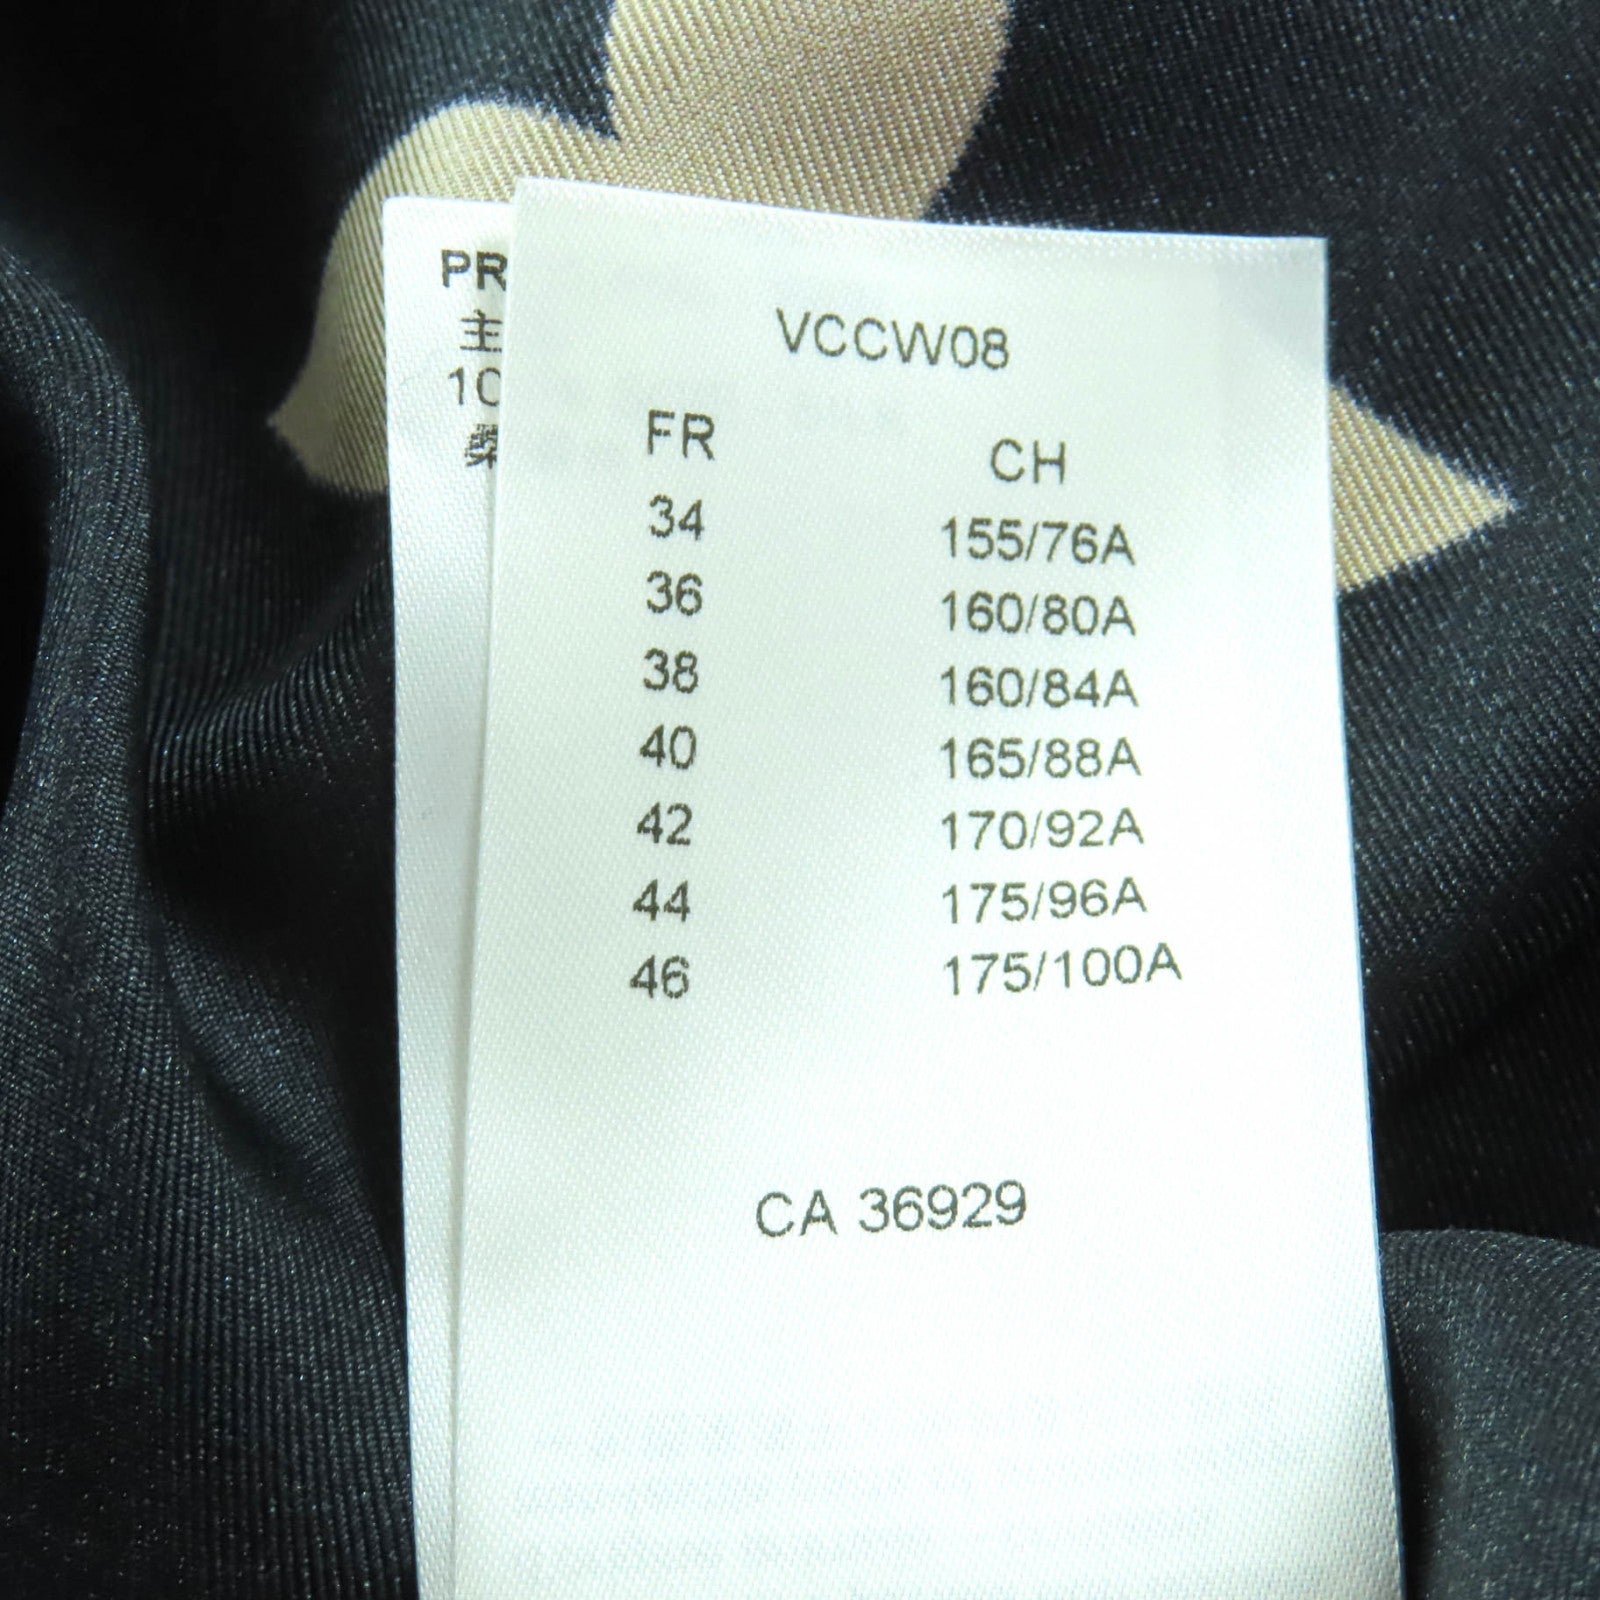 PR
主
10
VCCW08
FR CH
34 155/76A
36 160/80A
38 160/84A
40 165/88A
42 170/92A
44 175/96A
46 175/100A
CA 36929